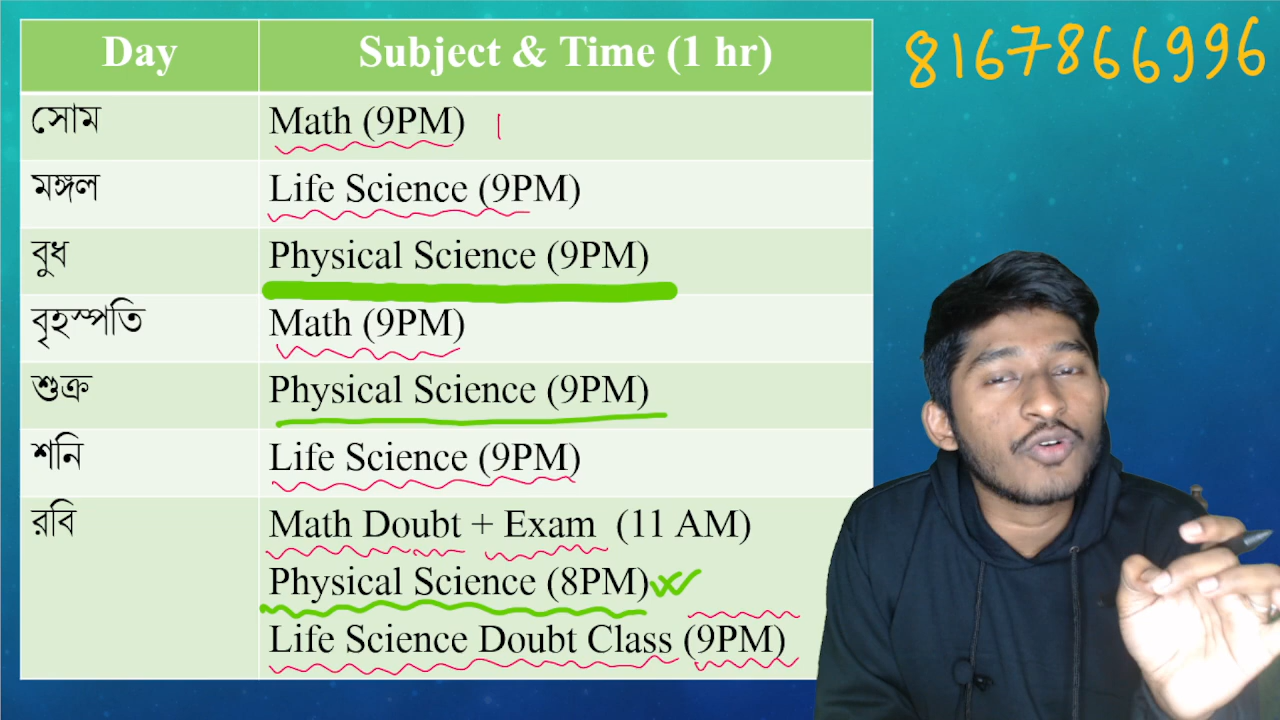 Day Subject & Time (1 hr)
8167866996
সোম Math (9PM)
মঙ্গল Life Science (9PM)
বুধ Physical Science (9PM)
বৃহস্পতি Math (9PM)
শুক্র Physical Science (9PM)
শনি Life Science (9PM)
রবি Math Doubt + Exam (11 AM)
Physical Science (8PM)
Life Science Doubt Class (9PM)